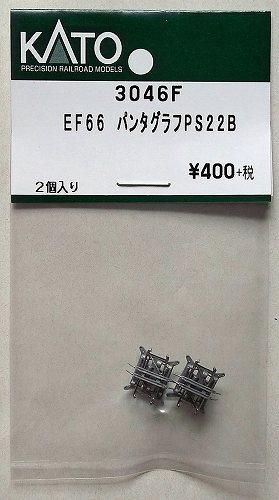 KATO
PRECISION RAILROAD MODELS
3046F
EF66 パンタグラフPS22B
¥400+税
2個入り